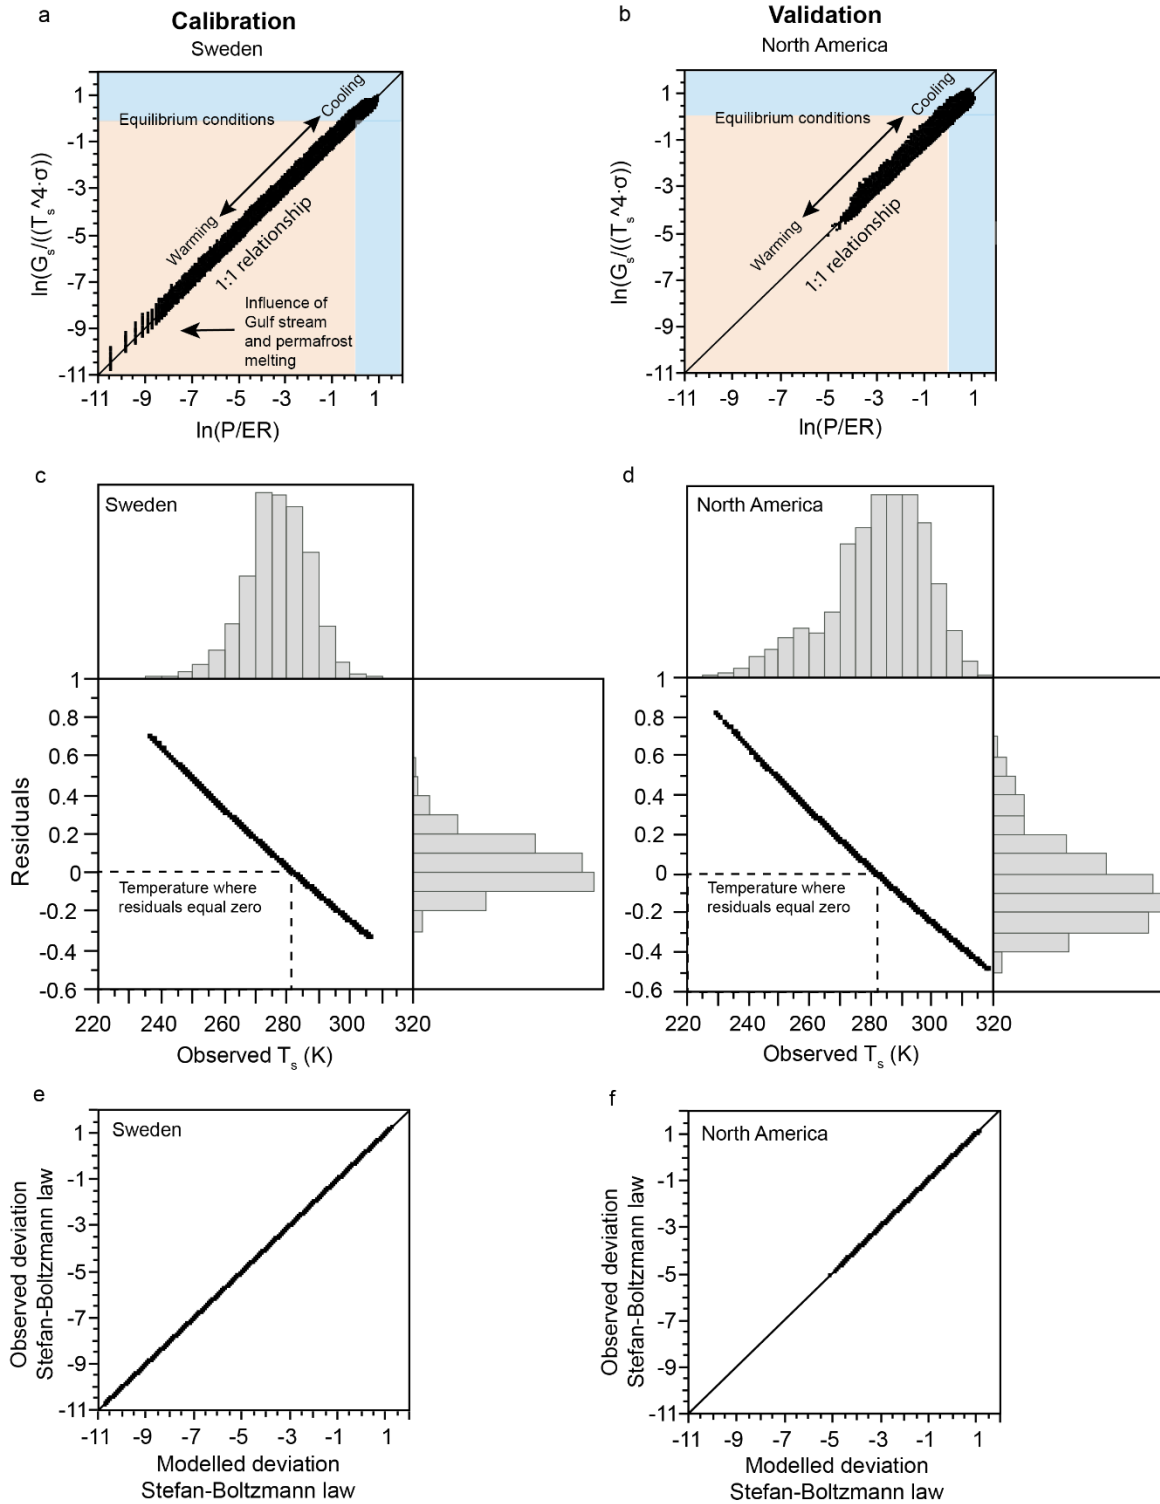 a
Calibration
Sweden
1
-1
-3
-5
-7
-9
-11
ln(Gₛ/((Tₛ^4·σ))
Equilibrium conditions
Cooling
Warming
1:1 relationship
Influence of
Gulf stream
and permafrost
melting
-11 -9 -7 -5 -3 -1 1
ln(P/ER)
b
Validation
North America
1
-1
-3
-5
-7
-9
-11
ln(Gₛ/((Tₛ^4·σ))
Equilibrium conditions
Cooling
Warming
1:1 relationship
-11 -9 -7 -5 -3 -1 1
ln(P/ER)
c
Sweden
1
0.8
0.6
0.4
0.2
0
-0.2
-0.4
-0.6
Residuals
Temperature where
residuals equal zero
220 240 260 280 300 320
Observed Tₛ (K)
d
North America
1
0.8
0.6
0.4
0.2
0
-0.2
-0.4
-0.6
Temperature where
residuals equal zero
220 240 260 280 300 320
Observed Tₛ (K)
e
Sweden
1
-1
-3
-5
-7
-9
-11
Observed deviation
Stefan-Boltzmann law
-11 -9 -7 -5 -3 -1 1
Modelled deviation
Stefan-Boltzmann law
f
North America
1
-1
-3
-5
-7
-9
-11
Observed deviation
Stefan-Boltzmann law
-11 -9 -7 -5 -3 -1 1
Modelled deviation
Stefan-Boltzmann law